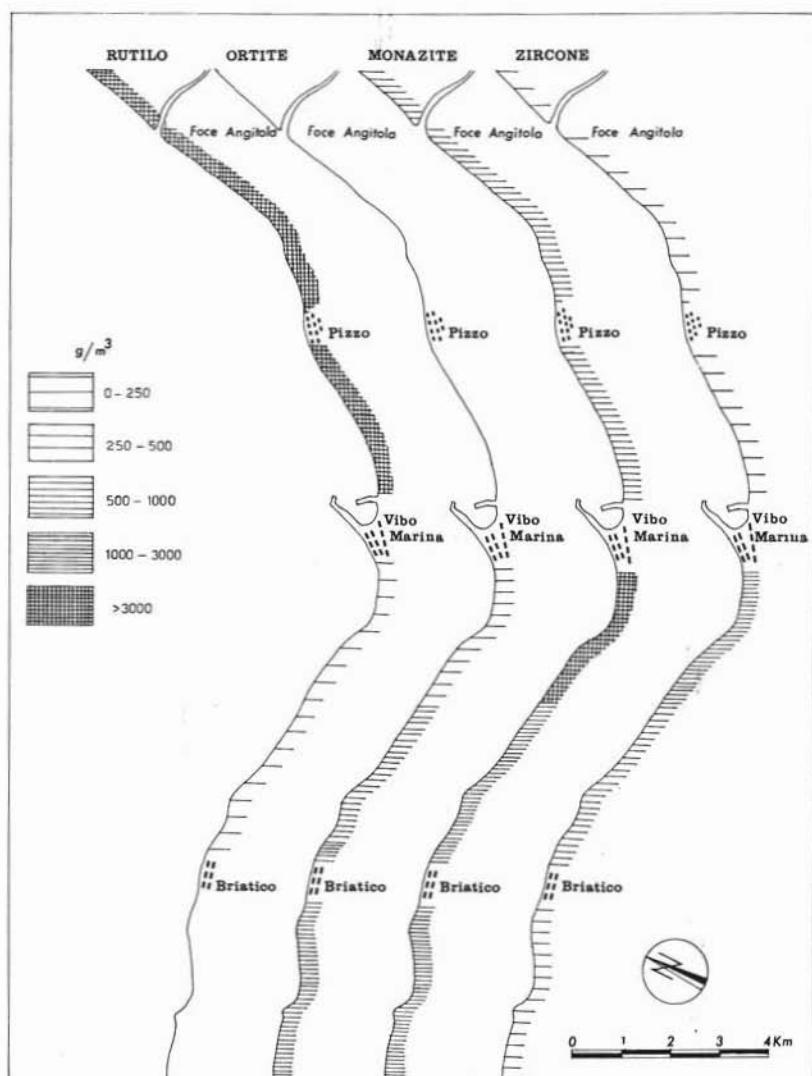 RUTILO ORTITE MONAZITE ZIRCONE
Foce Angitola Foce Angitola Foce Angitola Foce Angitola
Pizzo Pizzo Pizzo Pizzo
g/m³
0-250
250-500
500-1000
1000-3000
>3000
Vibo Marina
Vibo Marina
Vibo Marina
Vibo Marina
Briatico Briatico Briatico Briatico
0 1 2 3 4 Km